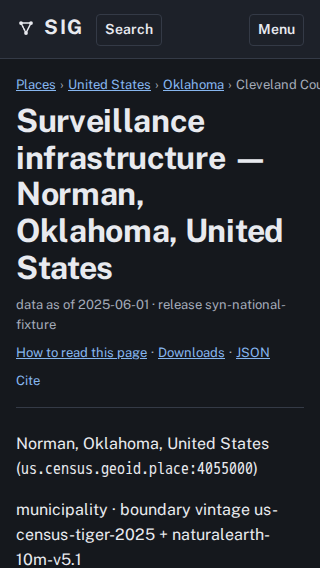 SIG
Search
Menu
Places › United States › Oklahoma › Cleveland Cou
Surveillance
infrastructure —
Norman,
Oklahoma, United
States
data as of 2025-06-01 · release syn-national-
fixture
How to read this page · Downloads · JSON
Cite
Norman, Oklahoma, United States
(us.census.geoid.place:4055000)
municipality · boundary vintage us-
census-tiger-2025 + naturalearth-
10m-v5.1